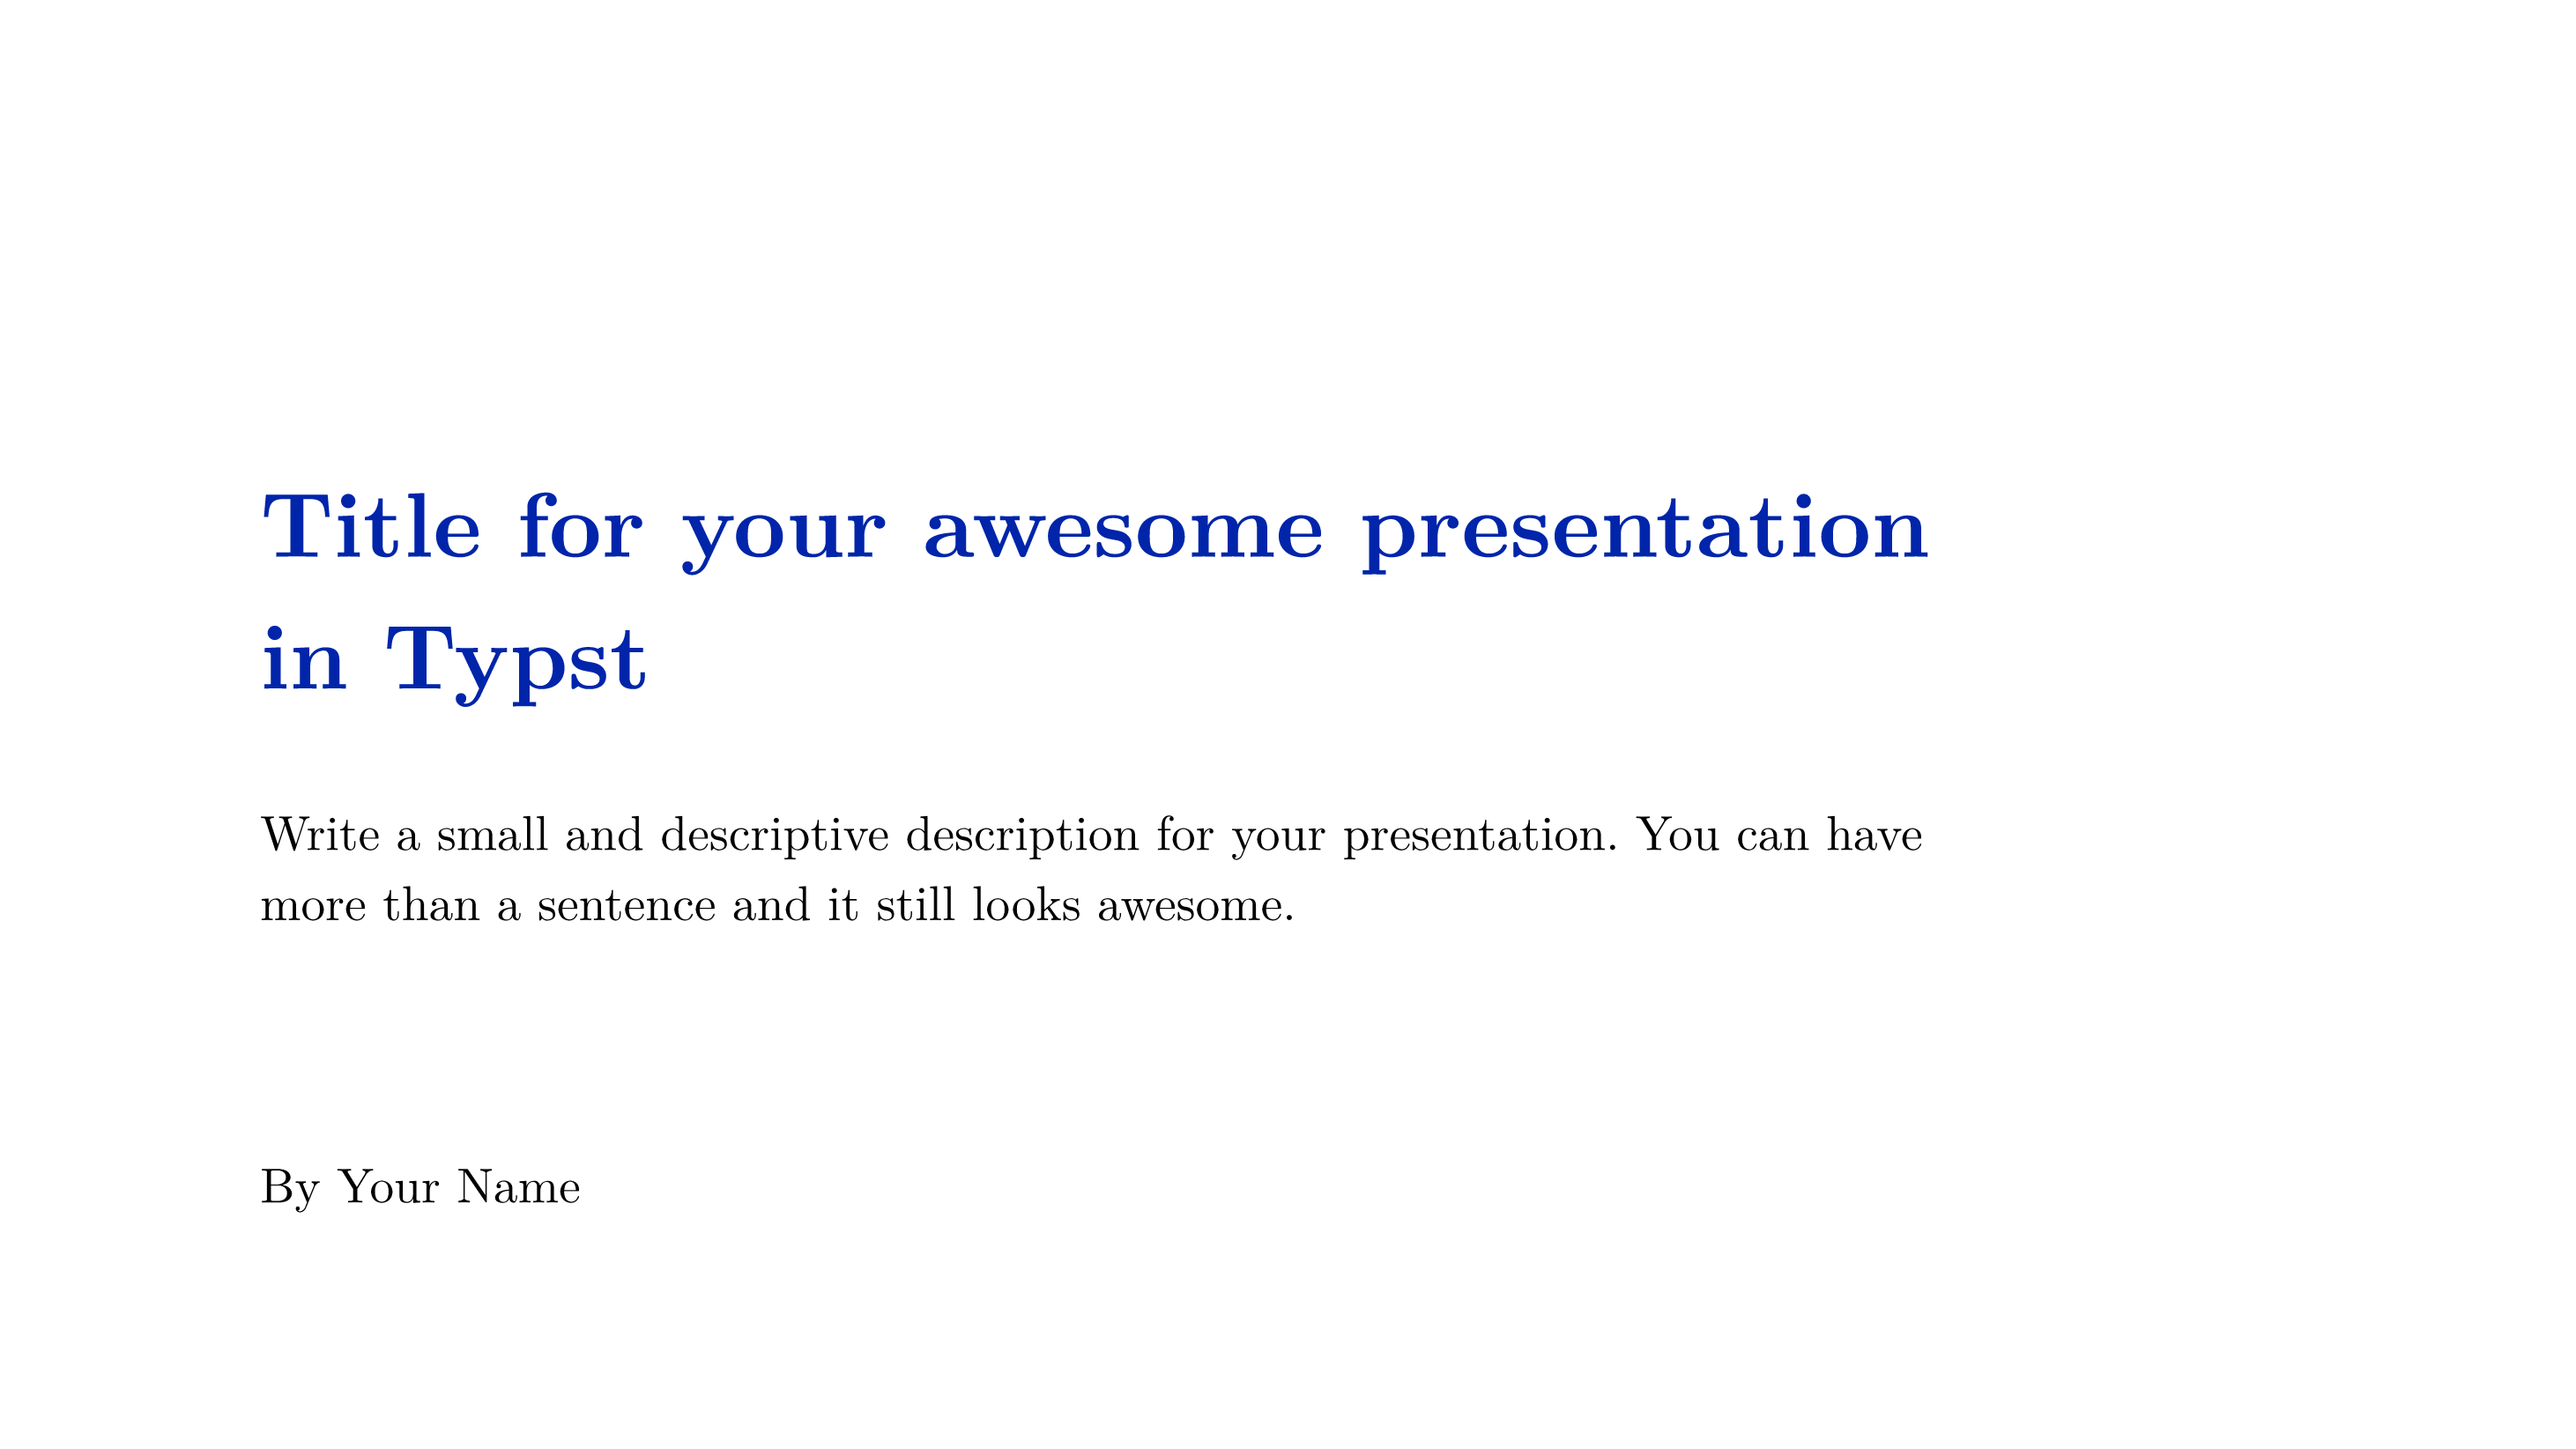 Title for your awesome presentation
in Typst
Write a small and descriptive description for your presentation. You can have
more than a sentence and it still looks awesome.
By Your Name